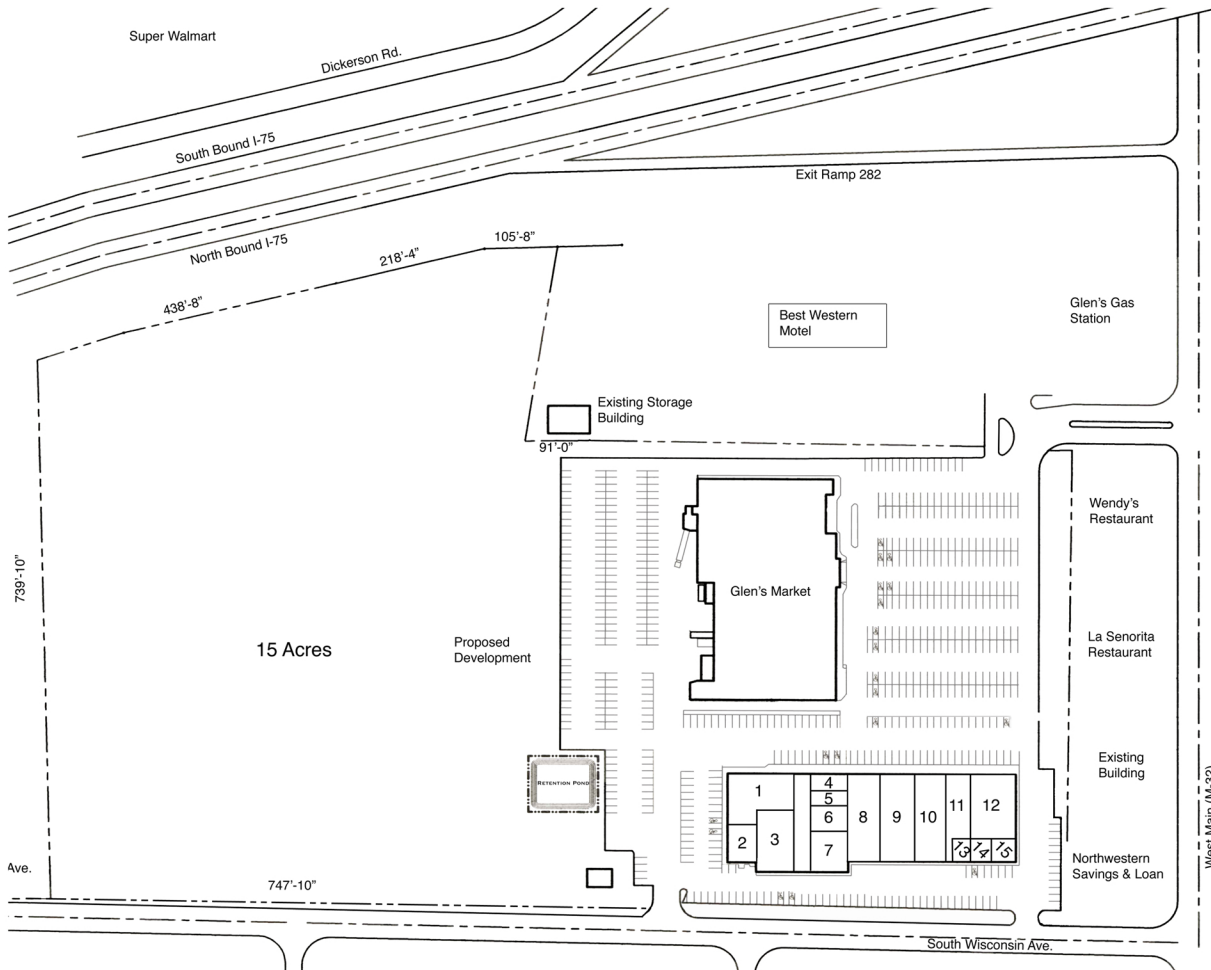 Super Walmart
Dickerson Rd.
South Bound I-75
Exit Ramp 282
North Bound I-75
105'-8"
218'-4"
438'-8"
Best Western
Motel
Glen's Gas
Station
Existing Storage
Building
91'-0"
Wendy's
Restaurant
739'-10"
Glen's Market
15 Acres
Proposed
Development
La Senorita
Restaurant
Existing
Building
RETENTION POND
1
2
3
4
5
6
7
8
9
10
11
12
13
14
15
West Main (M-32)
Northwestern
Savings & Loan
Ave.
747'-10"
South Wisconsin Ave.